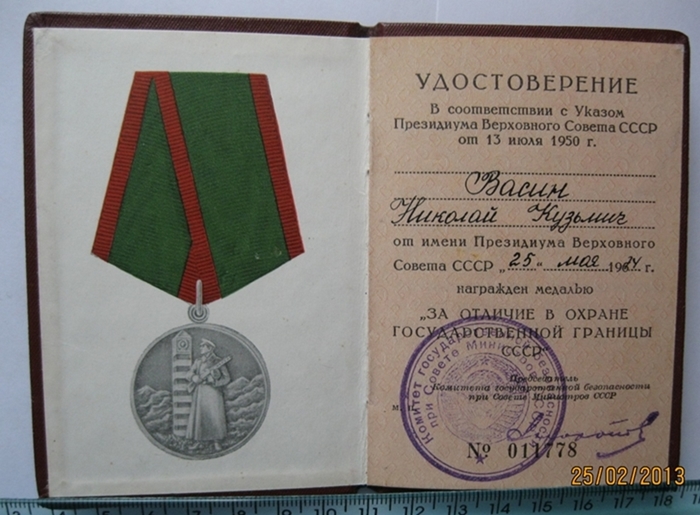 УДОСТОВЕРЕНИЕ
В соответствии с Указом
Президиума Верховного Совета СССР
от 13 июля 1950 г.
Васин
Николай Кузьмич
от имени Президиума Верховного
Совета СССР „25“ мая г.
награжден медалью
„ЗА ОТЛИЧИЕ В ОХРАНЕ
ГОСУДАРСТВЕННОЙ ГРАНИЦЫ
СССР“
Председатель
Комитета государственной безопасности
при Совете Министров СССР
Комитет государственной безопасности
при Совете Министров СССР
№ 011778
25/02/2013